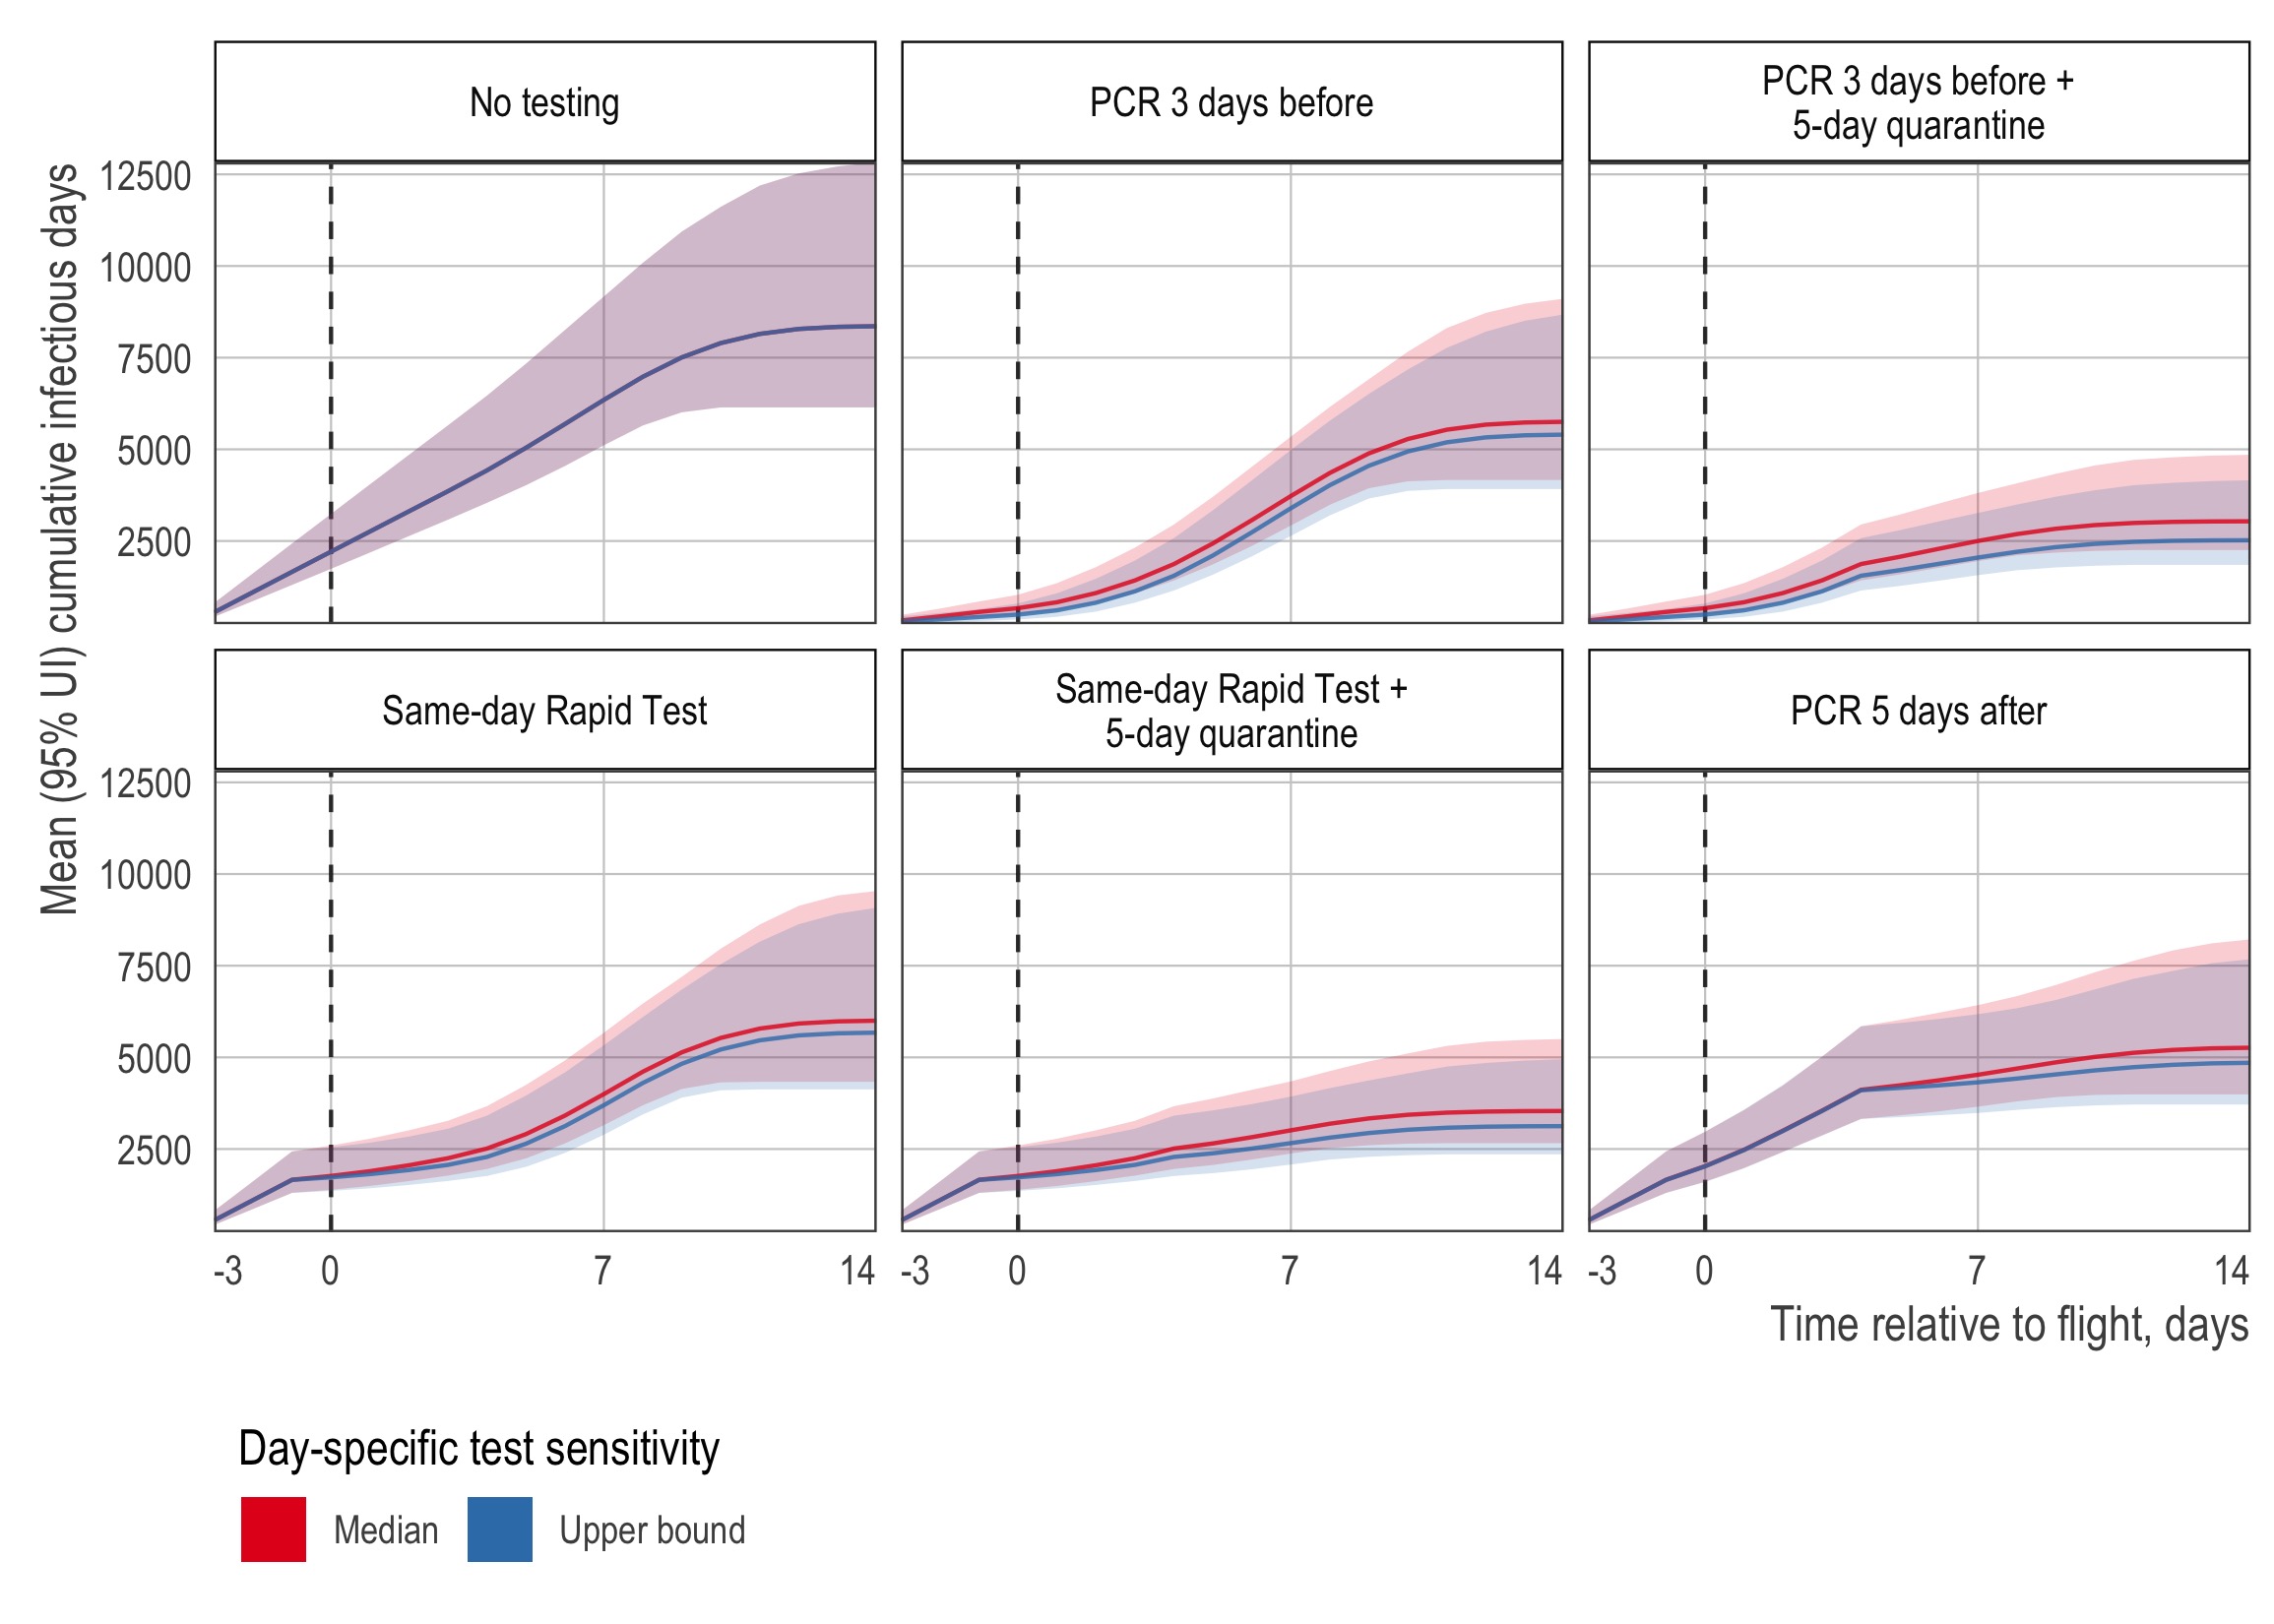 No testing
PCR 3 days before
PCR 3 days before +
5-day quarantine
Mean (95% UI) cumulative infectious days
12500
10000
7500
5000
2500
Same-day Rapid Test
Same-day Rapid Test +
5-day quarantine
PCR 5 days after
12500
10000
7500
5000
2500
-3 0 7 14
-3 0 7 14
-3 0 7 14
Time relative to flight, days
Day-specific test sensitivity
Median
Upper bound